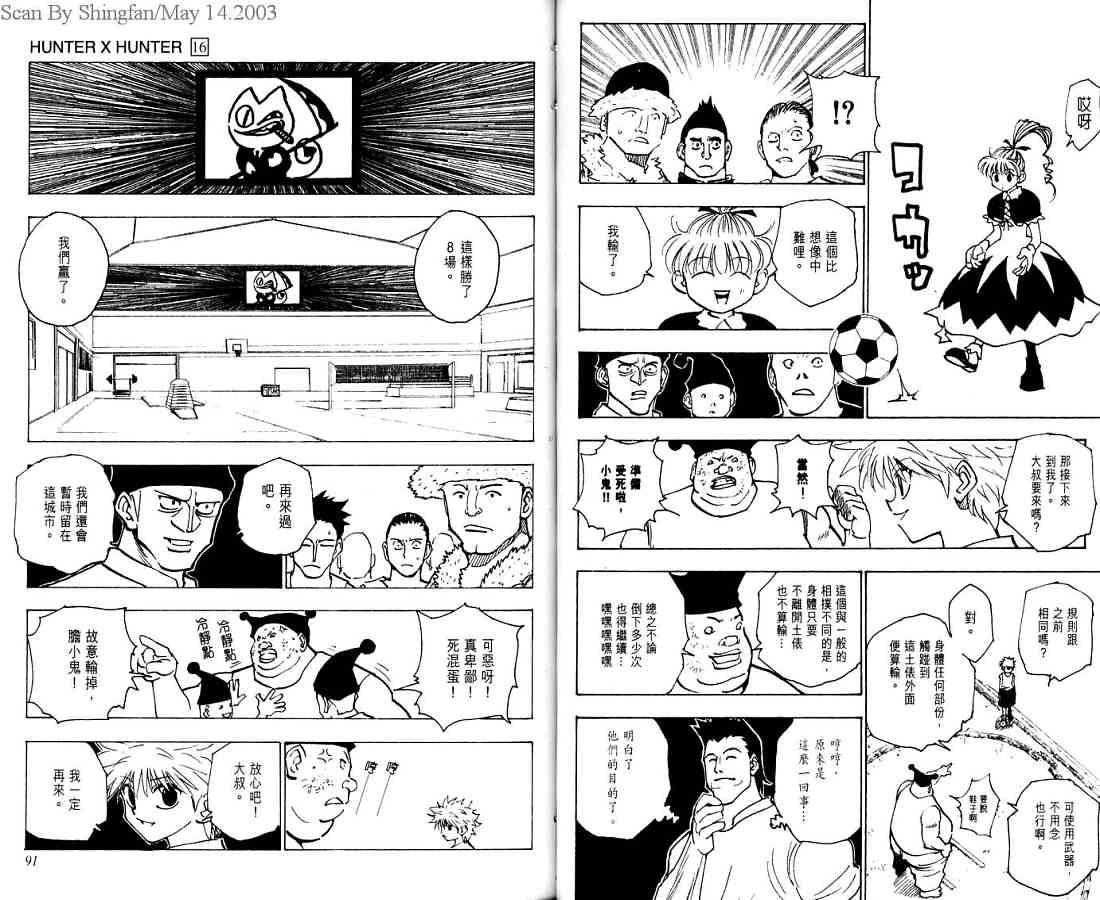 Scan By Shingfan/May 14.2003
HUNTER X HUNTER 16
哎呀
コウッ
!?
這個比
想像中
難哩。
我輸了。
那接下來
到我了。
大叔要來嗎?
當然!
準備
受死啦,
小鬼!!
規則跟
之前
相同嗎?
對。
身體任何部份,
觸碰到
這土俵外面
便算輸。
可使用武器,
不用念
也行啊。
鞋子啊
這個與一般的
相撲不同的是,
身體只要
不離開土俵
也不算輸…
總之不論
倒下多少次
也得繼續…
嘿嘿嘿嘿
哼哼,
原來是
這麼一回事…
明白了
他們的目的了。
這樣勝了
8場。
我們贏了。
再來過
吧。
我們還會
暫時留在
這城市。
可惡呀!
真卑鄙!
死混蛋!
冷靜點
冷靜點
故意輸掉,
膽小鬼!
哼
哼
放心吧!
大叔。
我一定
再來。
91